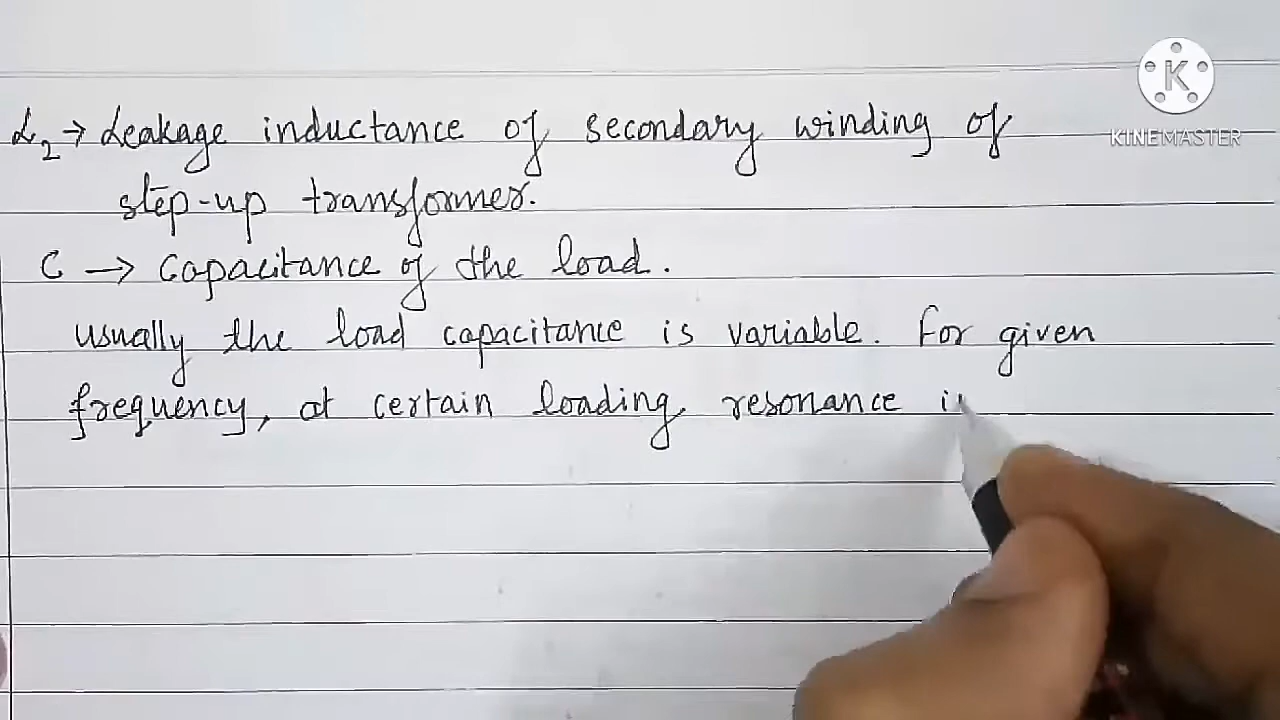 L₂ → Leakage inductance of secondary winding of
step-up transformer.
C → Capacitance of the load.
usually the load capacitance is variable. For given
frequency, at certain loading, resonance
K
KINEMASTER